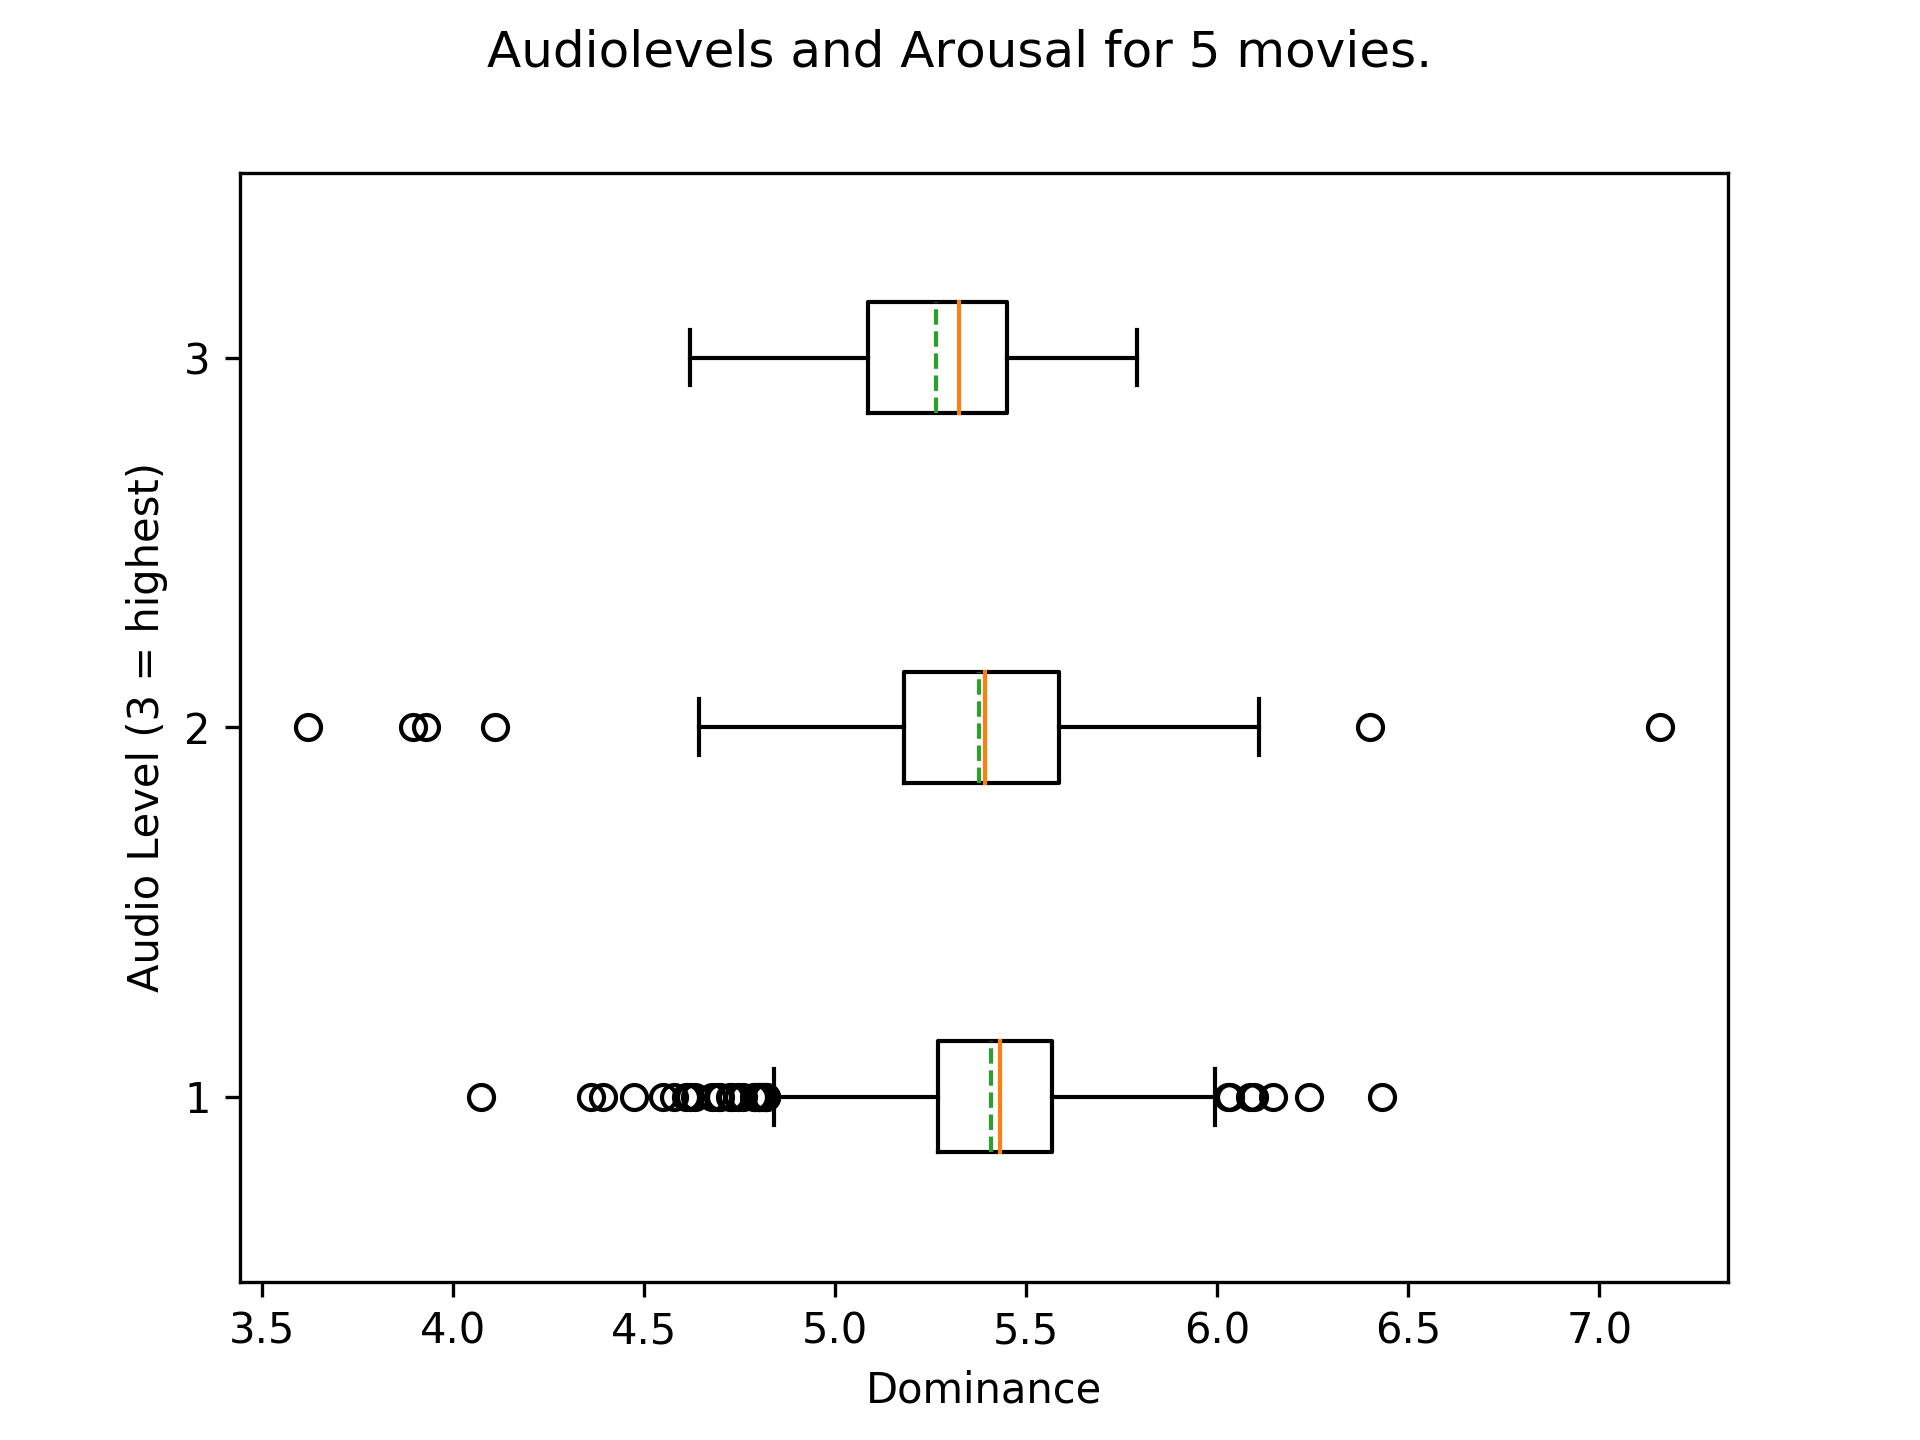 Audiolevels and Arousal for 5 movies.
Audio Level (3 = highest)
3
2
1
3.5 4.0 4.5 5.0 5.5 6.0 6.5 7.0
Dominance